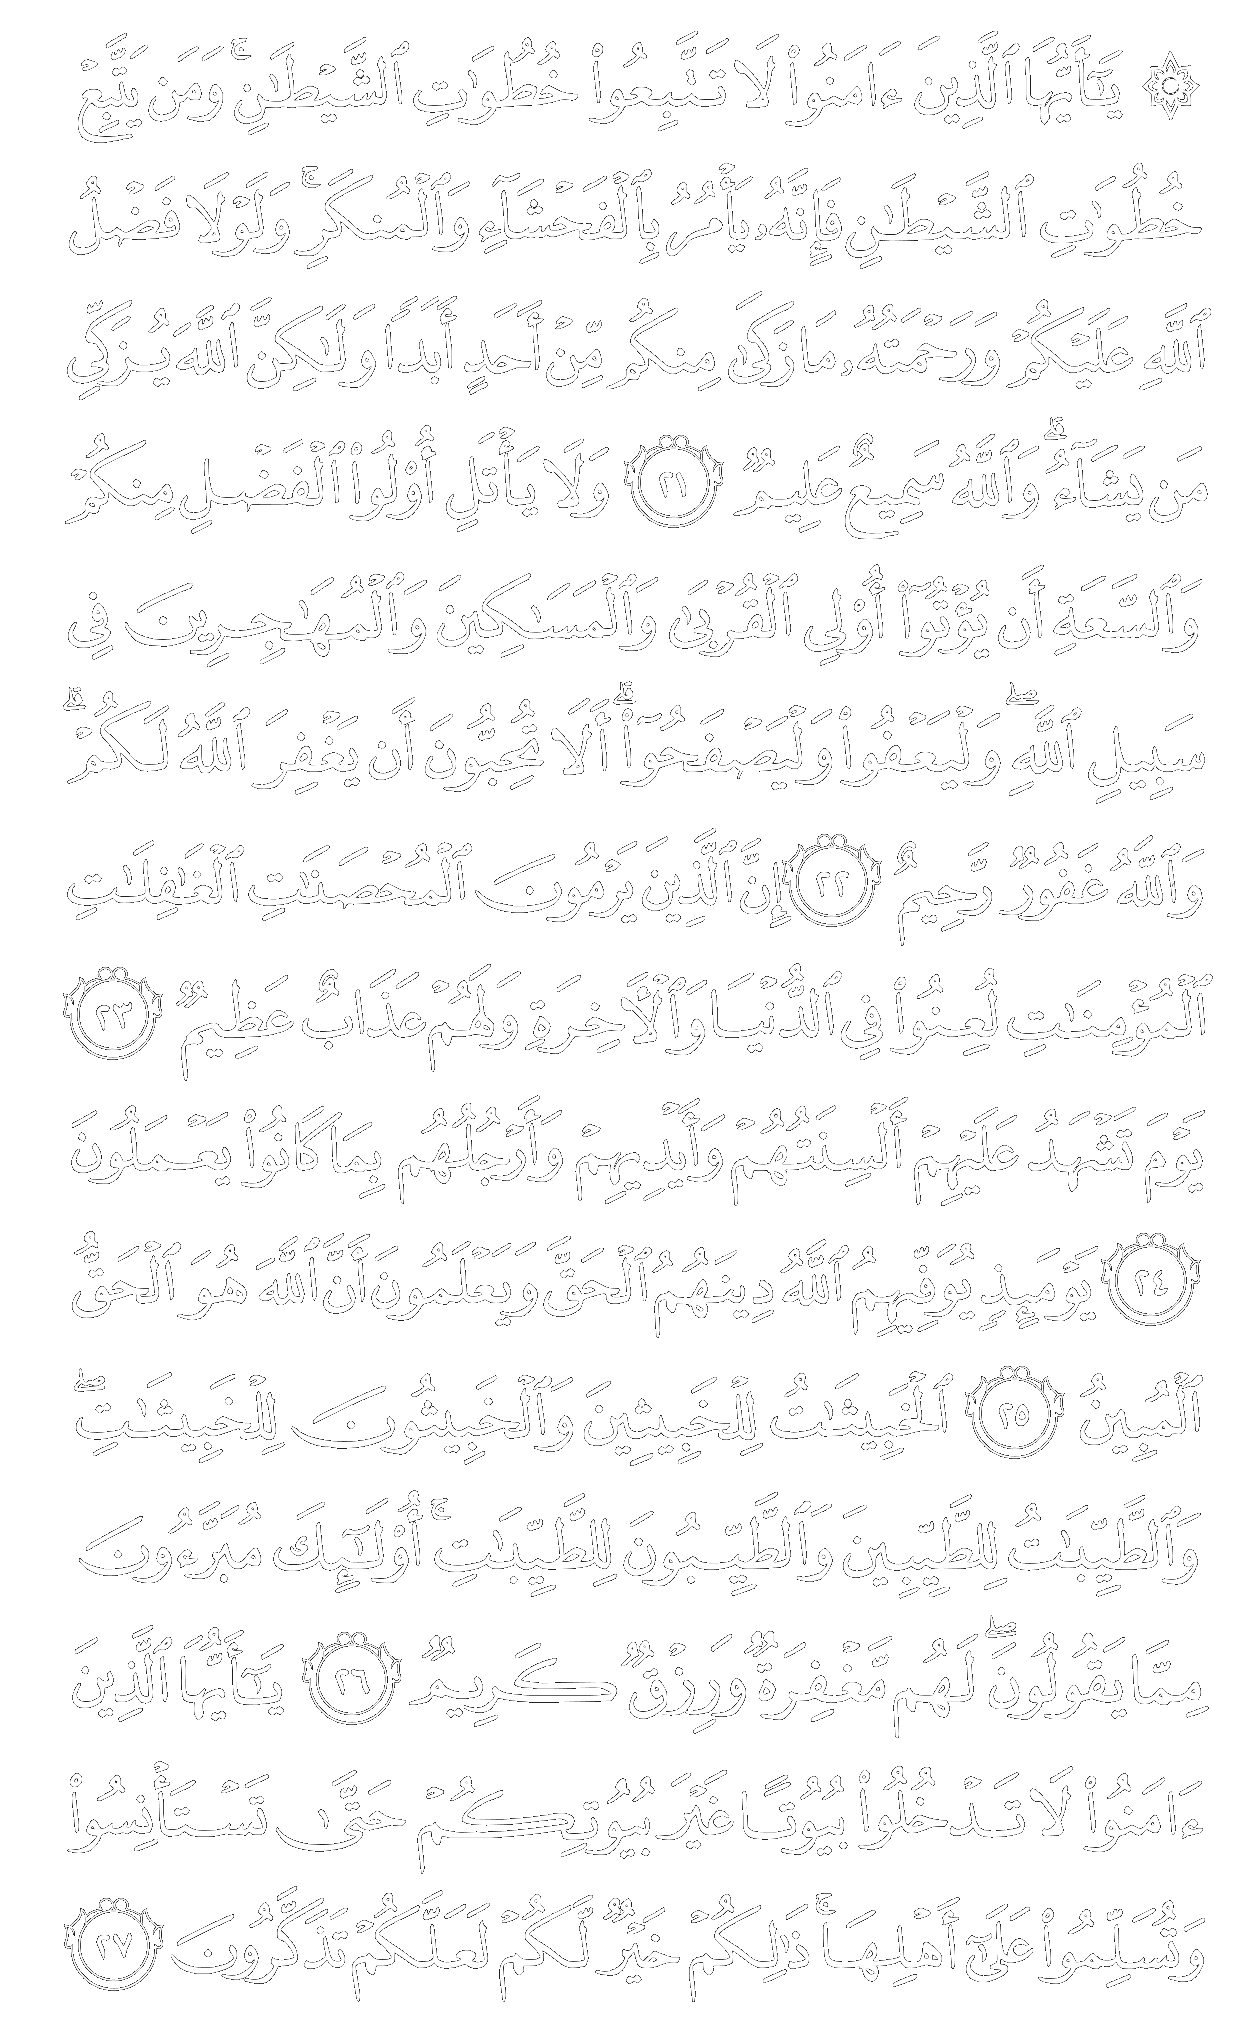 ۞ يَـٰٓأَيُّهَا ٱلَّذِينَ ءَامَنُوا۟ لَا تَتَّبِعُوا۟ خُطُوَٰتِ ٱلشَّيْطَـٰنِ ۚ وَمَن يَتَّبِعْ
خُطُوَٰتِ ٱلشَّيْطَـٰنِ فَإِنَّهُۥ يَأْمُرُ بِٱلْفَحْشَآءِ وَٱلْمُنكَرِ ۚ وَلَوْلَا فَضْلُ
ٱللَّهِ عَلَيْكُمْ وَرَحْمَتُهُۥ مَا زَكَىٰ مِنكُم مِّنْ أَحَدٍ أَبَدًا وَلَـٰكِنَّ ٱللَّهَ يُزَكِّى
مَن يَشَآءُ ۗ وَٱللَّهُ سَمِيعٌ عَلِيمٌ ٢١ وَلَا يَأْتَلِ أُو۟لُوا۟ ٱلْفَضْلِ مِنكُمْ
وَٱلسَّعَةِ أَن يُؤْتُوٓا۟ أُو۟لِى ٱلْقُرْبَىٰ وَٱلْمَسَـٰكِينَ وَٱلْمُهَـٰجِرِينَ فِى
سَبِيلِ ٱللَّهِ ۖ وَلْيَعْفُوا۟ وَلْيَصْفَحُوٓا۟ ۗ أَلَا تُحِبُّونَ أَن يَغْفِرَ ٱللَّهُ لَكُمْ ۗ
وَٱللَّهُ غَفُورٌ رَّحِيمٌ ٢٢ إِنَّ ٱلَّذِينَ يَرْمُونَ ٱلْمُحْصَنَـٰتِ ٱلْغَـٰفِلَـٰتِ
ٱلْمُؤْمِنَـٰتِ لُعِنُوا۟ فِى ٱلدُّنْيَا وَٱلْـَٔاخِرَةِ وَلَهُمْ عَذَابٌ عَظِيمٌ ٢٣
يَوْمَ تَشْهَدُ عَلَيْهِمْ أَلْسِنَتُهُمْ وَأَيْدِيهِمْ وَأَرْجُلُهُم بِمَا كَانُوا۟ يَعْمَلُونَ
٢٤ يَوْمَئِذٍ يُوَفِّيهِمُ ٱللَّهُ دِينَهُمُ ٱلْحَقَّ وَيَعْلَمُونَ أَنَّ ٱللَّهَ هُوَ ٱلْحَقُّ
ٱلْمُبِينُ ٢٥ ٱلْخَبِيثَـٰتُ لِلْخَبِيثِينَ وَٱلْخَبِيثُونَ لِلْخَبِيثَـٰتِ ۖ
وَٱلطَّيِّبَـٰتُ لِلطَّيِّبِينَ وَٱلطَّيِّبُونَ لِلطَّيِّبَـٰتِ ۚ أُو۟لَـٰٓئِكَ مُبَرَّءُونَ
مِمَّا يَقُولُونَ ۖ لَهُم مَّغْفِرَةٌ وَرِزْقٌ كَرِيمٌ ٢٦ يَـٰٓأَيُّهَا ٱلَّذِينَ
ءَامَنُوا۟ لَا تَدْخُلُوا۟ بُيُوتًا غَيْرَ بُيُوتِكُمْ حَتَّىٰ تَسْتَأْنِسُوا۟
وَتُسَلِّمُوا۟ عَلَىٰٓ أَهْلِهَا ۚ ذَٰلِكُمْ خَيْرٌ لَّكُمْ لَعَلَّكُمْ تَذَكَّرُونَ ٢٧